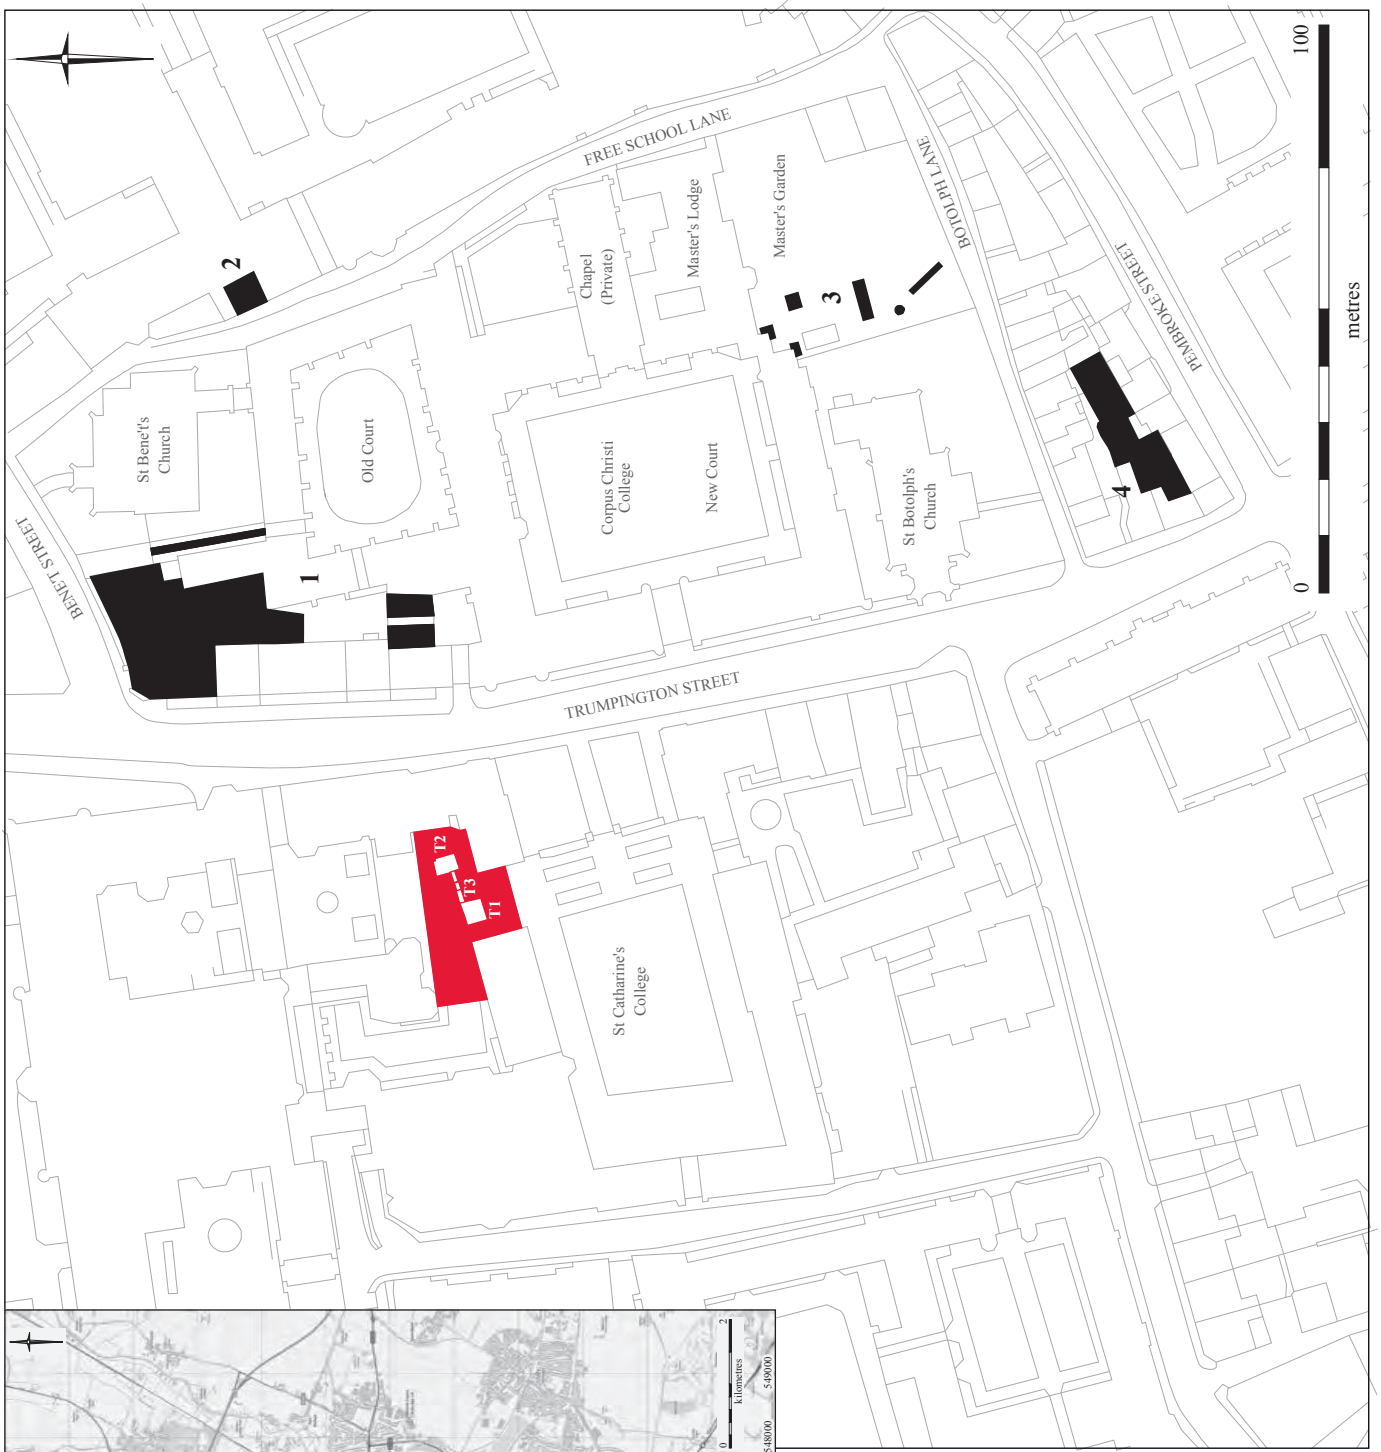 BENE'T STREET
St Bene't's
Church
2
FREE SCHOOL LANE
Old Court
1
Chapel
(Private)
Master's Lodge
Master's Garden
Corpus Christi
College
New Court
3
BOTOLPH LANE
St Botolph's
Church
PEMBROKE STREET
4
TRUMPINGTON STREET
T2
T3
T1
St Catharine's
College
0
100
metres
0
2
kilometres
548000
549000